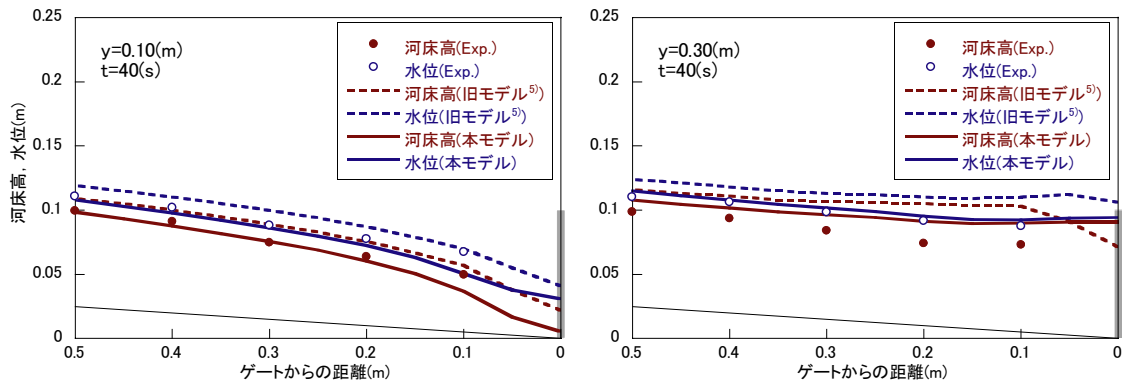 0.25
0.2
0.15
0.1
0.05
0
河床高，水位(m)
y=0.10(m)
t=40(s)
河床高(Exp.)
水位(Exp.)
河床高(旧モデル5))
水位(旧モデル5))
河床高(本モデル)
水位(本モデル)
0.5 0.4 0.3 0.2 0.1 0
ゲートからの距離(m)
0.25
0.2
0.15
0.1
0.05
0
y=0.30(m)
t=40(s)
河床高(Exp.)
水位(Exp.)
河床高(旧モデル5))
水位(旧モデル5))
河床高(本モデル)
水位(本モデル)
0.5 0.4 0.3 0.2 0.1 0
ゲートからの距離(m)